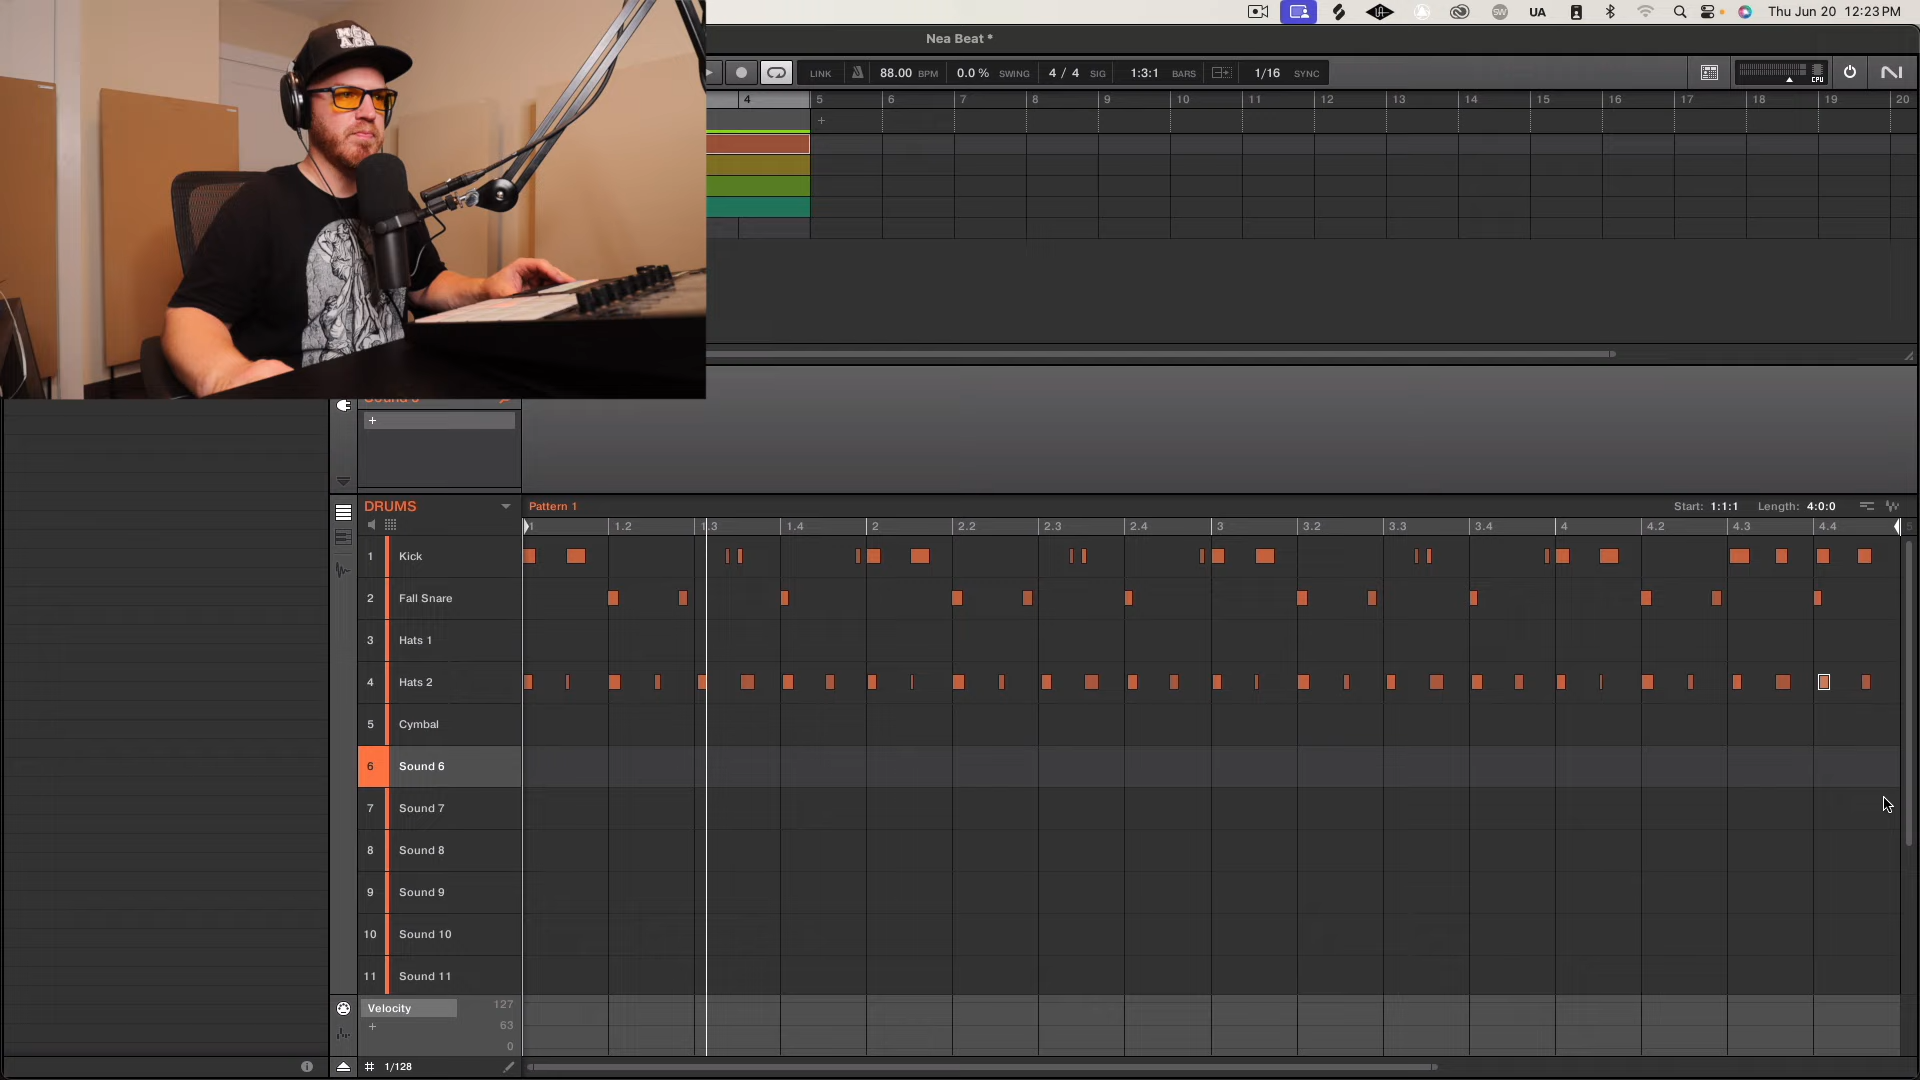 UA
Thu Jun 20 12:23 PM
Nea Beat *
LINK 88.00 BPM 0.0 % SWING 4 / 4 SIG 1:3:1 BARS 1/16 SYNC
CPU
4 5 6 7 8 9 10 11 12 13 14 15 16 17 18 19 20
+
+
DRUMS
Pattern 1
Start: 1:1:1 Length: 4:0:0
1 1.2 1.3 1.4 2 2.2 2.3 2.4 3 3.2 3.3 3.4 4 4.2 4.3 4.4 5
1 Kick
2 Fall Snare
3 Hats 1
4 Hats 2
5 Cymbal
6 Sound 6
7 Sound 7
8 Sound 8
9 Sound 9
10 Sound 10
11 Sound 11
Velocity 127
+ 63
0
1/128